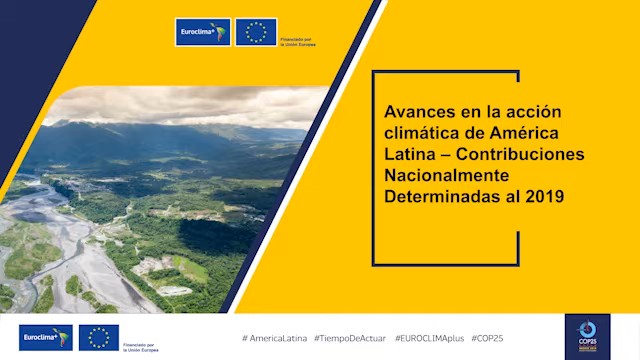 Euroclima+
Financiado por
la Unión Europea
Avances en la acción
climática de América
Latina – Contribuciones
Nacionalmente
Determinadas al 2019
Euroclima+
Financiado por
la Unión Europea
# AmericaLatina #TiempoDeActuar #EUROCLIMAplus #COP25
COP25